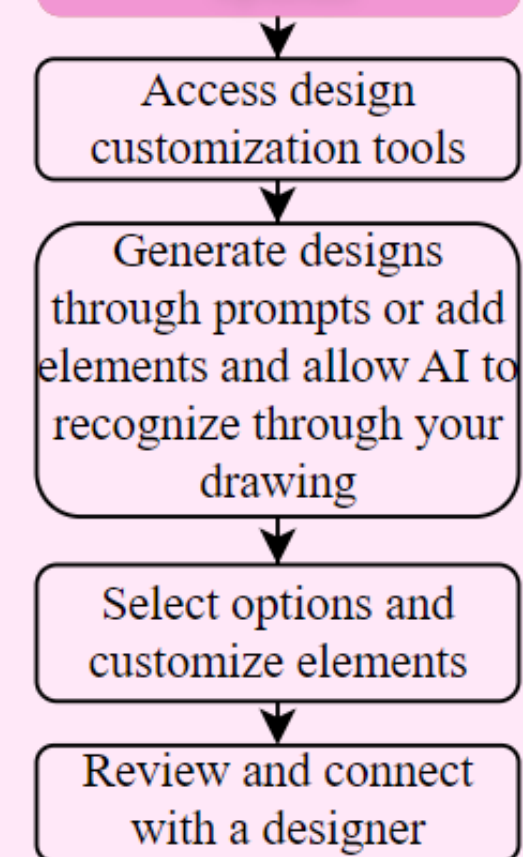 Access design
customization tools
Generate designs
through prompts or add
elements and allow AI to
recognize through your
drawing
Select options and
customize elements
Review and connect
with a designer